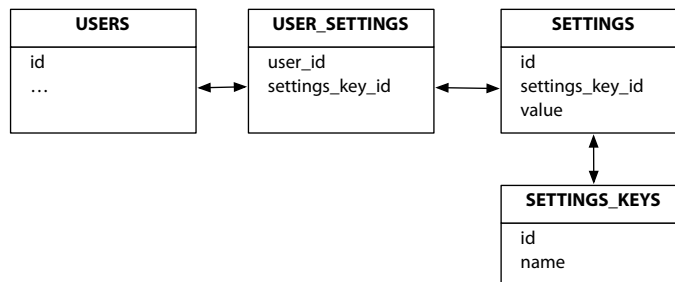 USERS
id
...
USER_SETTINGS
user_id
settings_key_id
SETTINGS
id
settings_key_id
value
SETTINGS_KEYS
id
name